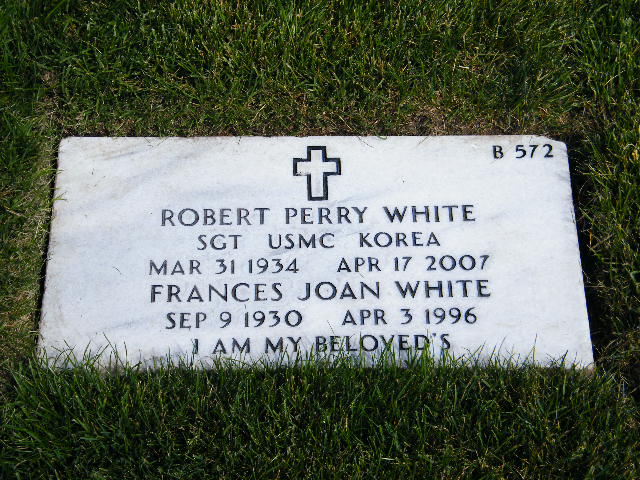 B 572
ROBERT PERRY WHITE
SGT USMC KOREA
MAR 31 1934 APR 17 2007
FRANCES JOAN WHITE
SEP 9 1930 APR 3 1996
I AM MY BELOVED'S